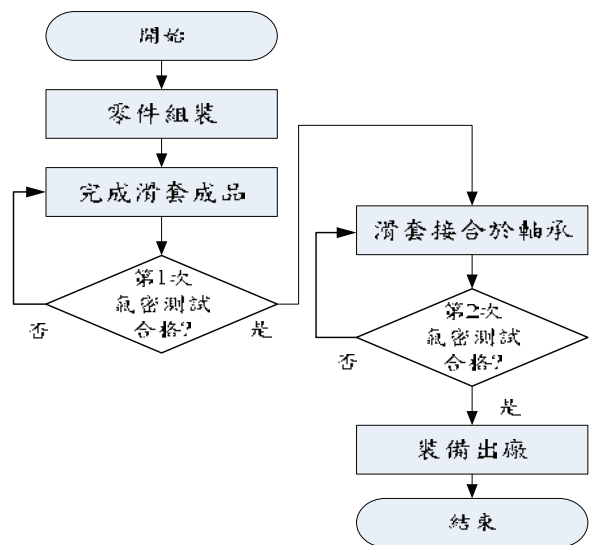 開始
零件組裝
完成滑套成品
第1次
氣密測試
合格?
否
是
滑套接合於軸承
第2次
氣密測試
合格?
否
是
裝備出廠
結束